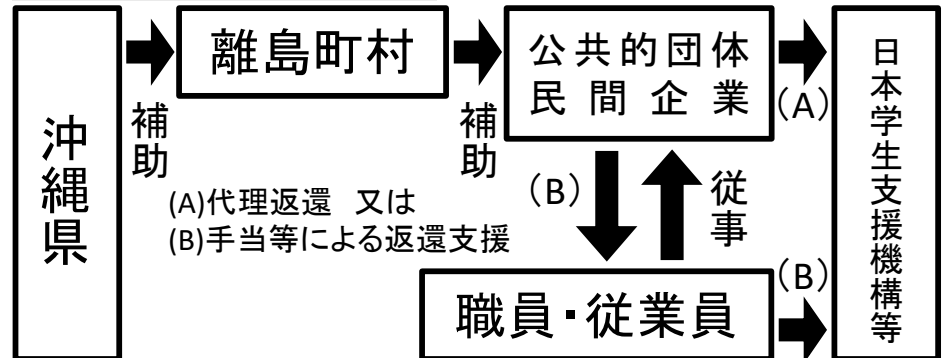 沖縄県
補助
離島町村
補助
公共的団体
民間企業
(A)
日本学生支援機構等
(A)代理返還 又は
(B)手当等による返還支援
(B)
従事
職員・従業員
(B)